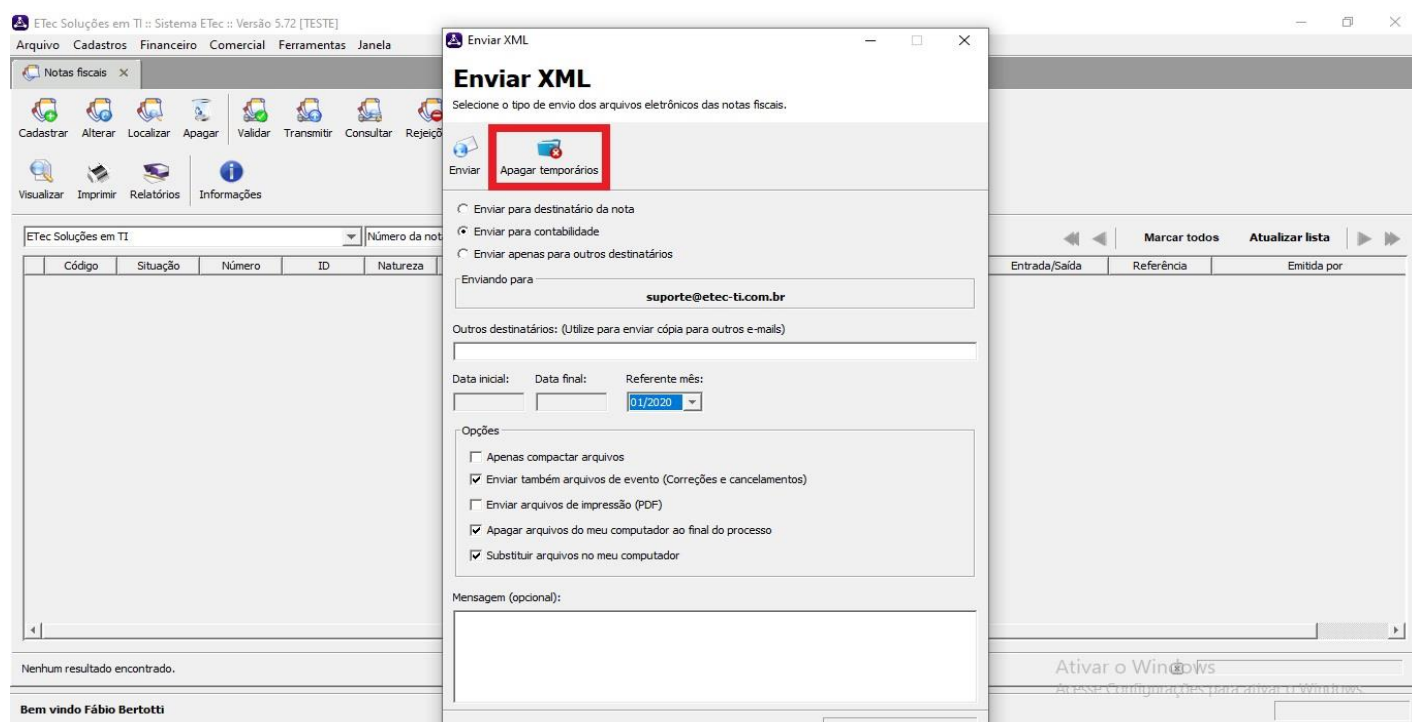 ETec Soluções em TI :: Sistema ETec :: Versão 5.72 [TESTE]
Arquivo Cadastros Financeiro Comercial Ferramentas Janela
Notas fiscais
Cadastrar Alterar Localizar Apagar Validar Transmitir Consultar
Visualizar Imprimir Relatórios Informações
ETec Soluções em TI
Código Situação Número ID Natureza
Enviar XML
Enviar XML
Selecione o tipo de envio dos arquivos eletrônicos das notas fiscais.
Enviar Apagar temporários
Enviar para destinatário da nota
Enviar para contabilidade
Enviar apenas para outros destinatários
Enviando para
suporte@etec-ti.com.br
Outros destinatários: (Utilize para enviar cópia para outros e-mails)
Data inicial: Data final: Referente mês:
01/2020
Opções
Apenas compactar arquivos
Enviar também arquivos de evento (Correções e cancelamentos)
Enviar arquivos de impressão (PDF)
Apagar arquivos do meu computador ao final do processo
Substituir arquivos no meu computador
Mensagem (opcional):
Marcar todos Atualizar lista
Entrada/Saída Referência Emitida por
Nenhum resultado encontrado.
Ativar o Windows
Acesse Configurações para ativar o Windows.
Bem vindo Fábio Bertotti